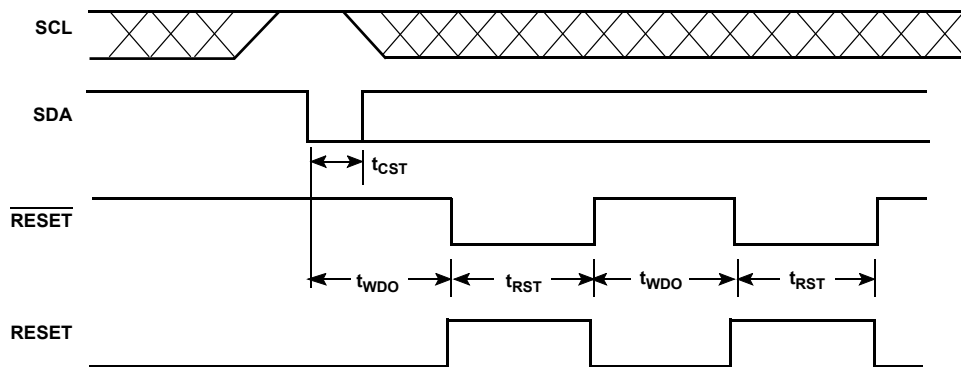 SCL
SDA
tCST
RESET
tWDO tRST tWDO tRST
RESET